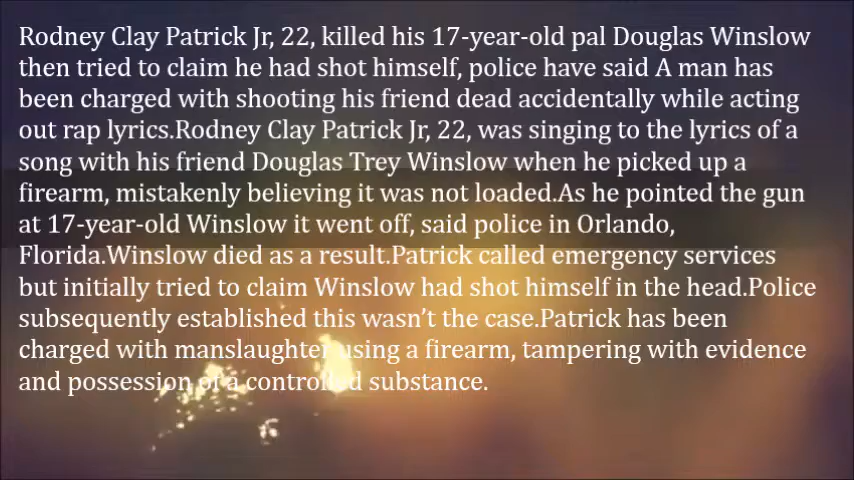 Rodney Clay Patrick Jr, 22, killed his 17-year-old pal Douglas Winslow
then tried to claim he had shot himself, police have said A man has
been charged with shooting his friend dead accidentally while acting
out rap lyrics.Rodney Clay Patrick Jr, 22, was singing to the lyrics of a
song with his friend Douglas Trey Winslow when he picked up a
firearm, mistakenly believing it was not loaded.As he pointed the gun
at 17-year-old Winslow it went off, said police in Orlando,
Florida.Winslow died as a result.Patrick called emergency services
but initially tried to claim Winslow had shot himself in the head.Police
subsequently established this wasn’t the case.Patrick has been
charged with manslaughter using a firearm, tampering with evidence
and possession of a controlled substance.